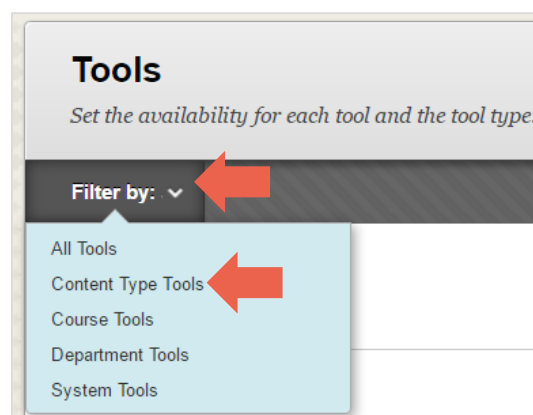 Tools
Set the availability for each tool and the tool type.
Filter by:
All Tools
Content Type Tools
Course Tools
Department Tools
System Tools